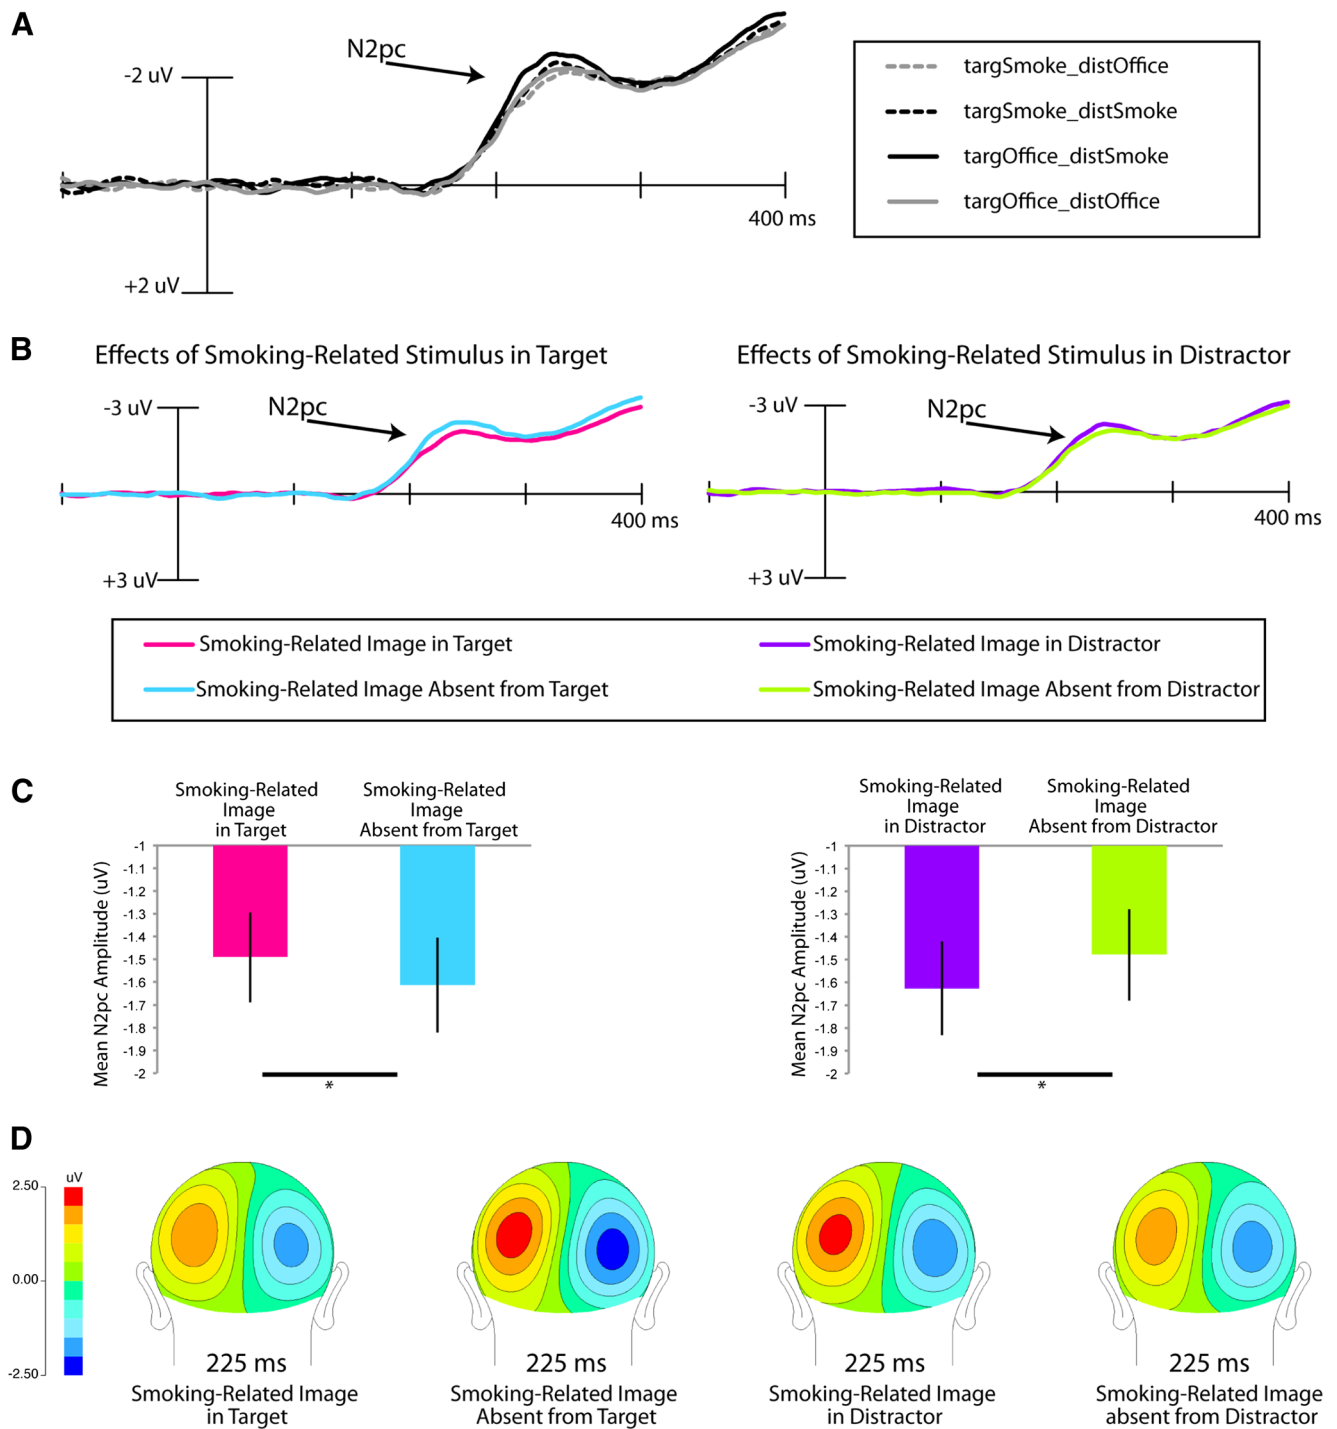 A
N2pc
-2 uV
+2 uV
400 ms
targSmoke_distOffice
targSmoke_distSmoke
targOffice_distSmoke
targOffice_distOffice
B
Effects of Smoking-Related Stimulus in Target
N2pc
-3 uV
+3 uV
400 ms
Effects of Smoking-Related Stimulus in Distractor
N2pc
-3 uV
+3 uV
400 ms
Smoking-Related Image in Target
Smoking-Related Image Absent from Target
Smoking-Related Image in Distractor
Smoking-Related Image Absent from Distractor
C
Smoking-Related
Image
in Target
Smoking-Related
Image
Absent from Target
Mean N2pc Amplitude (uV)
-1
-1.1
-1.2
-1.3
-1.4
-1.5
-1.6
-1.7
-1.8
-1.9
-2
*
Smoking-Related
Image
in Distractor
Smoking-Related
Image
Absent from Distractor
Mean N2pc Amplitude (uV)
-1
-1.1
-1.2
-1.3
-1.4
-1.5
-1.6
-1.7
-1.8
-1.9
-2
*
D
uV
2.50
0.00
-2.50
225 ms
Smoking-Related Image
in Target
225 ms
Smoking-Related Image
Absent from Target
225 ms
Smoking-Related Image
in Distractor
225 ms
Smoking-Related Image
absent from Distractor